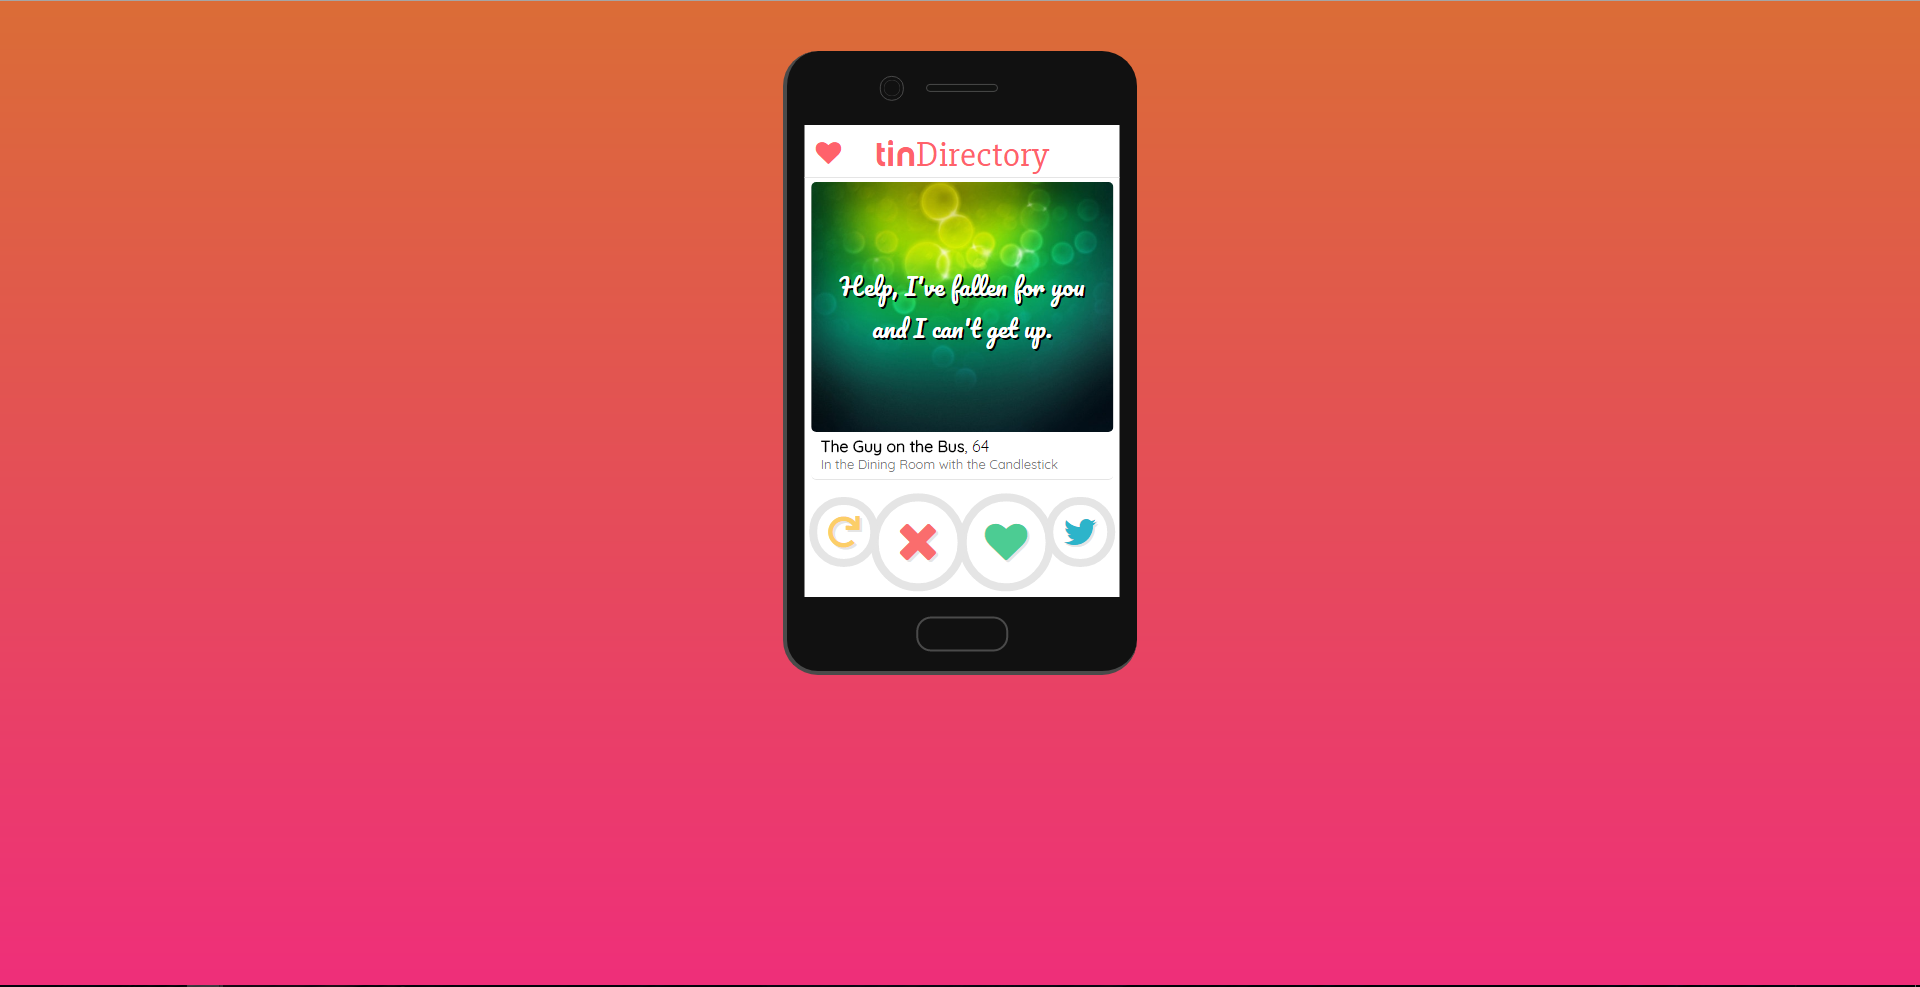 tinDirectory
Help, I've fallen for you
and I can't get up.
The Guy on the Bus, 64
In the Dining Room with the Candlestick